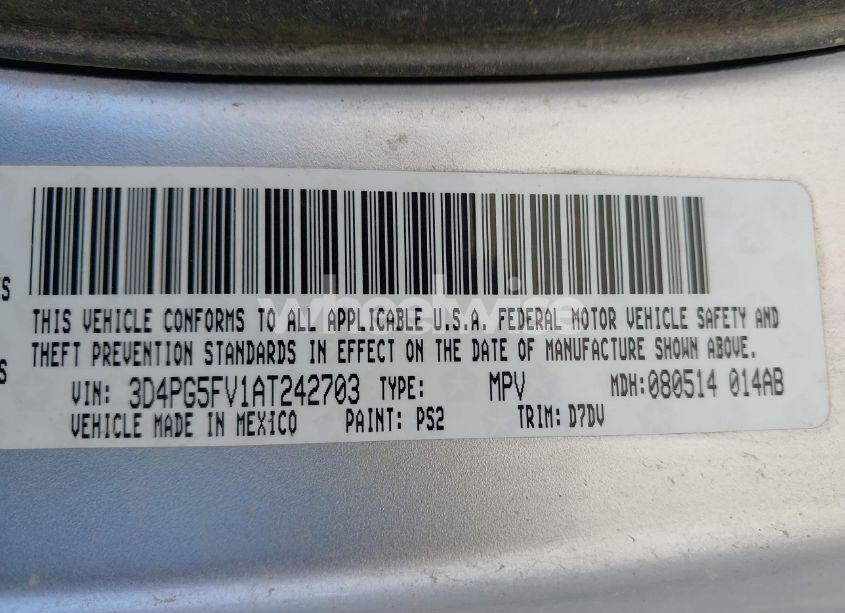 THIS VEHICLE CONFORMS TO ALL APPLICABLE U.S.A. FEDERAL MOTOR VEHICLE SAFETY AND
THEFT PREVENTION STANDARDS IN EFFECT ON THE DATE OF MANUFACTURE SHOWN ABOVE.
VIN: 3D4PG5FV1AT242703 TYPE: MPV MDH:080514 014AB
VEHICLE MADE IN MEXICO PAINT: PS2 TRIM: D7DV
wheelwise